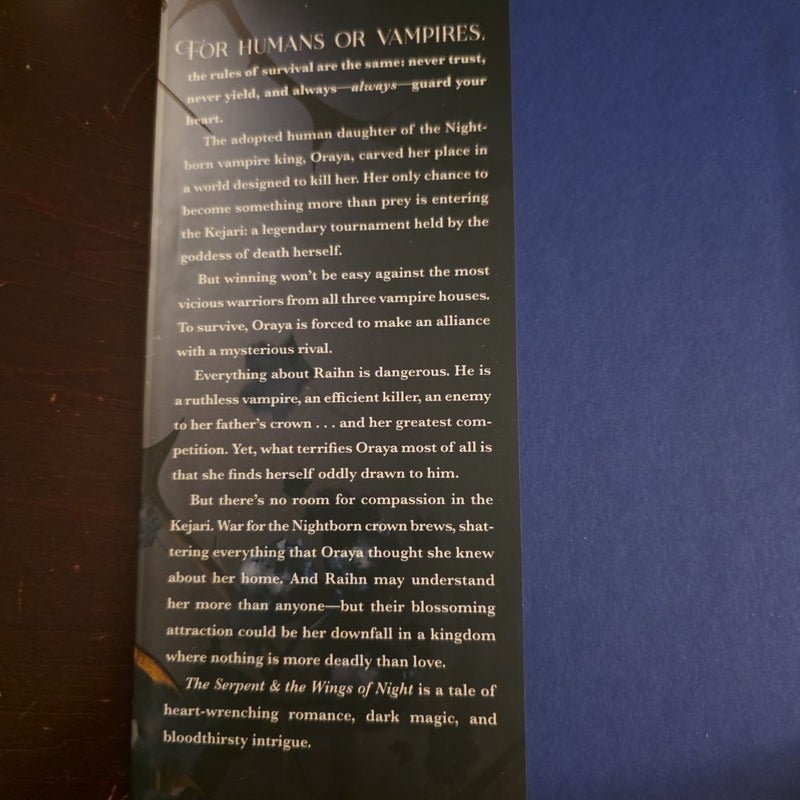 FOR HUMANS OR VAMPIRES,
the rules of survival are the same: never trust,
never yield, and always—always—guard your
heart.
The adopted human daughter of the Night-
born vampire king, Oraya, carved her place in
a world designed to kill her. Her only chance to
become something more than prey is entering
the Kejari: a legendary tournament held by the
goddess of death herself.
But winning won't be easy against the most
vicious warriors from all three vampire houses.
To survive, Oraya is forced to make an alliance
with a mysterious rival.
Everything about Raihn is dangerous. He is
a ruthless vampire, an efficient killer, an enemy
to her father's crown . . . and her greatest com-
petition. Yet, what terrifies Oraya most of all is
that she finds herself oddly drawn to him.
But there's no room for compassion in the
Kejari. War for the Nightborn crown brews, shat-
tering everything that Oraya thought she knew
about her home. And Raihn may understand
her more than anyone—but their blossoming
attraction could be her downfall in a kingdom
where nothing is more deadly than love.
The Serpent & the Wings of Night is a tale of
heart-wrenching romance, dark magic, and
bloodthirsty intrigue.